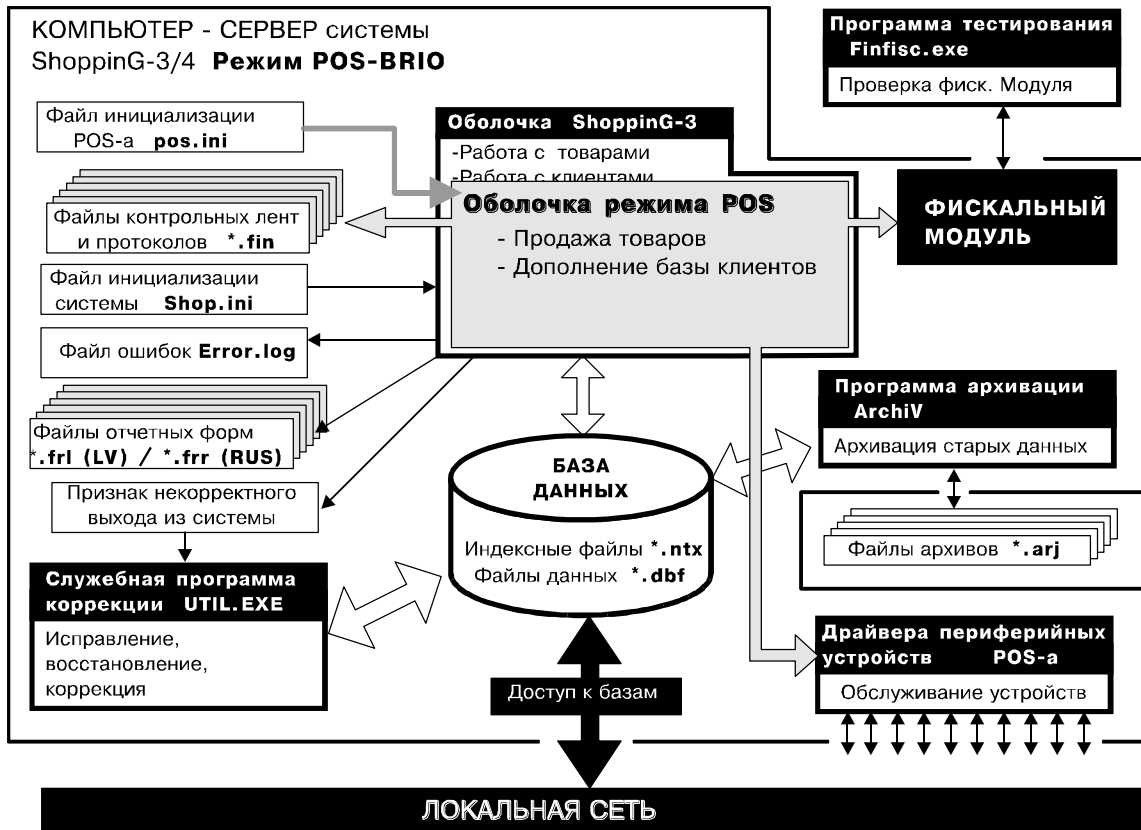 КОМПЬЮТЕР - СЕРВЕР системы
ShoppinG-3/4 Режим POS-BRIO
Программа тестирования
Finfisc.exe
Проверка фиск. Модуля
Файл инициализации
POS-а pos.ini
Оболочка ShoppinG-3
-Работа с товарами
-Работа с клиентами
Оболочка режима POS
- Продажа товаров
- Дополнение базы клиентов
ФИСКАЛЬНЫЙ
МОДУЛЬ
Файлы контрольных лент
и протоколов *.fin
Файл инициализации
системы Shop.ini
Файл ошибок Error.log
Файлы отчетных форм
*.frl (LV) / *.frr (RUS)
Признак некорректного
выхода из системы
Служебная программа
коррекции UTIL.EXE
Исправление,
восстановление,
коррекция
БАЗА
ДАННЫХ
Индексные файлы *.ntx
Файлы данных *.dbf
Программа архивации
ArchiV
Архивация старых данных
Файлы архивов *.arj
Драйвера периферийных
устройств POS-а
Обслуживание устройств
Доступ к базам
ЛОКАЛЬНАЯ СЕТЬ